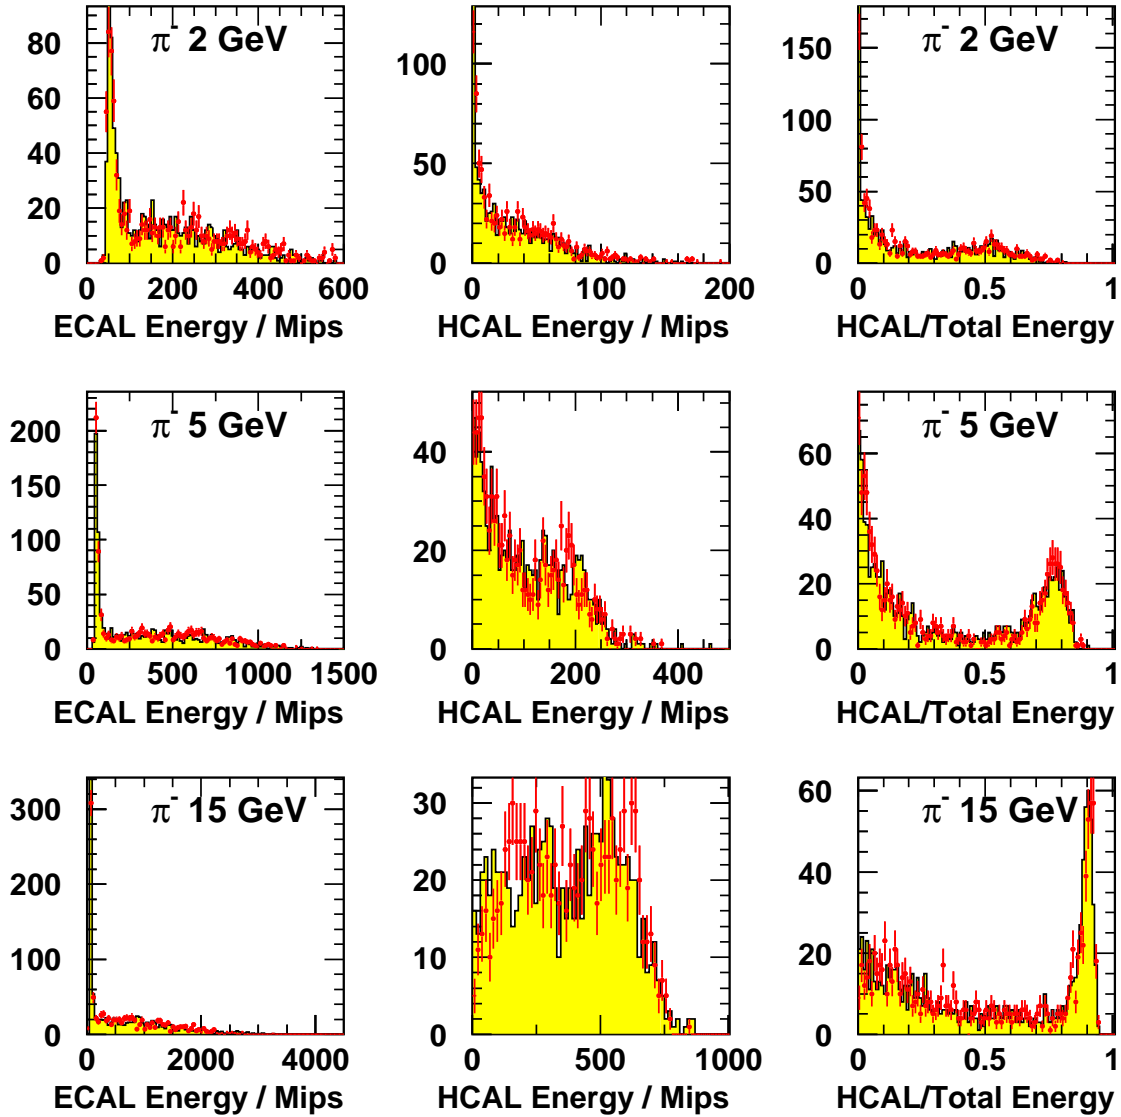 π- 2 GeV
80
60
40
20
0
0 200 400 600
ECAL Energy / Mips
100
50
0
0 100 200
HCAL Energy / Mips
π- 2 GeV
150
100
50
0
0 0.5 1
HCAL/Total Energy
π- 5 GeV
200
150
100
50
0
0 500 1000 1500
ECAL Energy / Mips
40
20
0
0 200 400
HCAL Energy / Mips
π- 5 GeV
60
40
20
0
0 0.5 1
HCAL/Total Energy
π- 15 GeV
300
200
100
0
0 2000 4000
ECAL Energy / Mips
30
20
10
0
0 500 1000
HCAL Energy / Mips
π- 15 GeV
60
40
20
0
0 0.5 1
HCAL/Total Energy